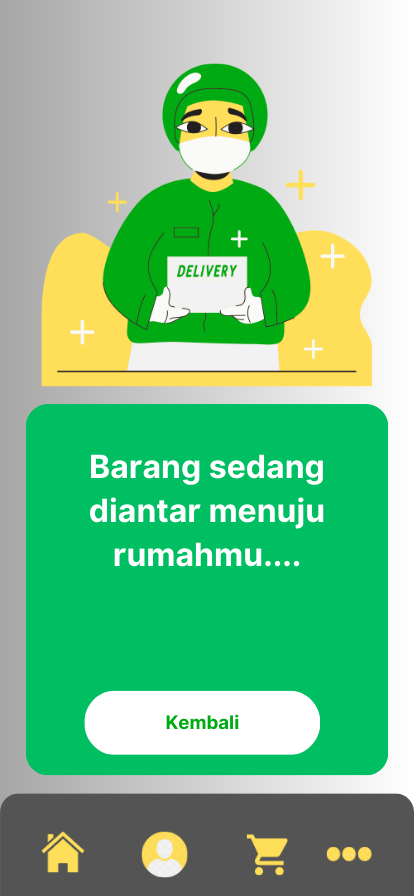 DELIVERY
Barang sedang
diantar menuju
rumahmu....
Kembali